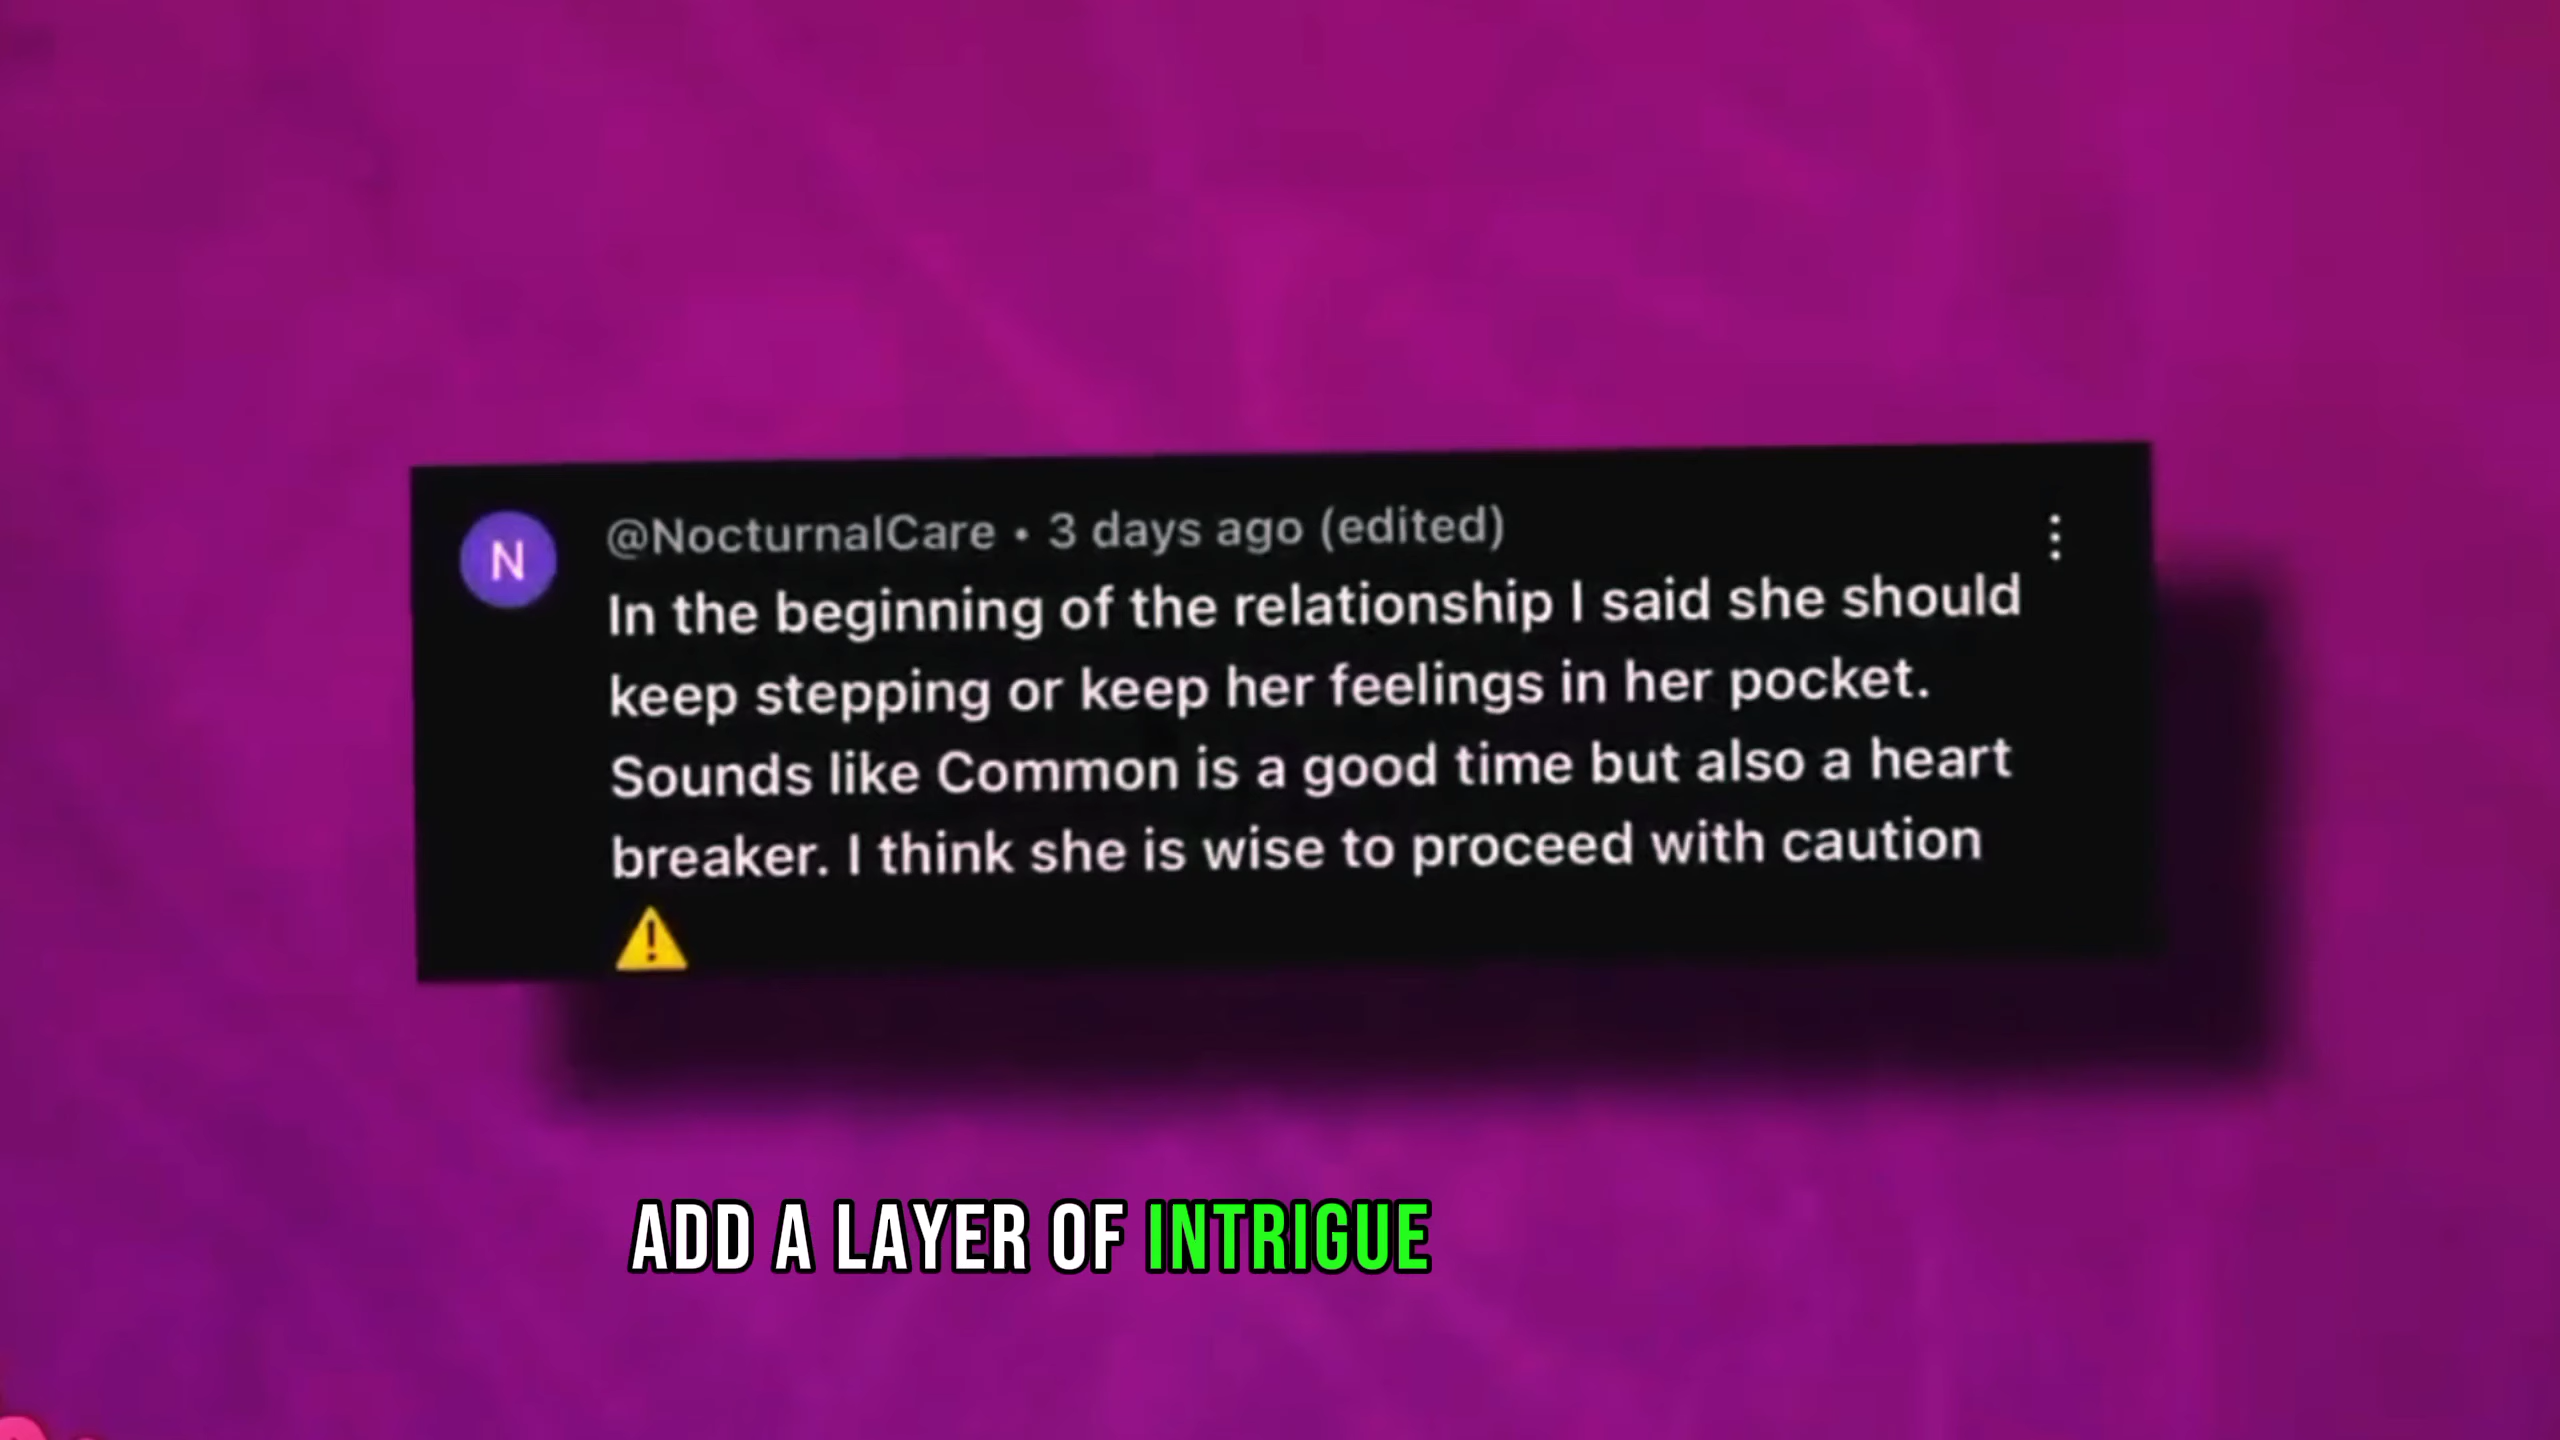 N
@NocturnalCare • 3 days ago (edited)
In the beginning of the relationship I said she should
keep stepping or keep her feelings in her pocket.
Sounds like Common is a good time but also a heart
breaker. I think she is wise to proceed with caution
⚠️
ADD A LAYER OF INTRIGUE